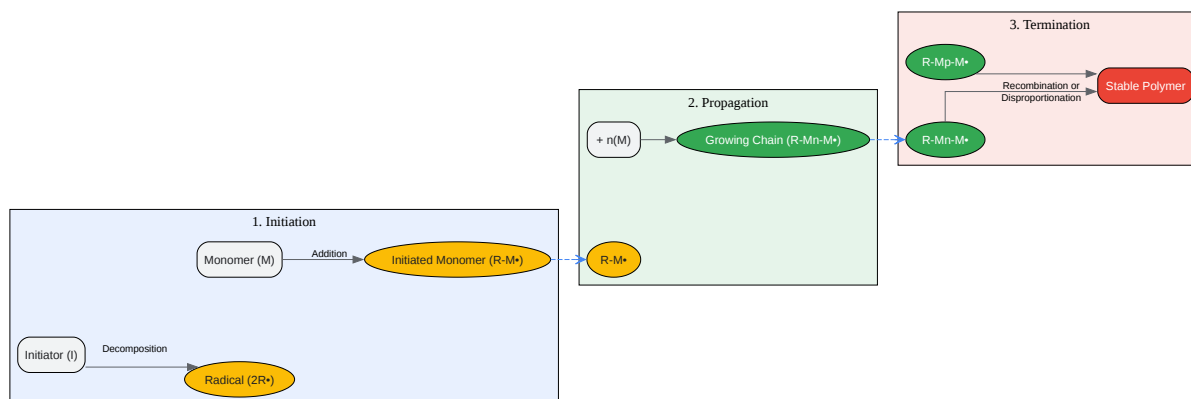 1. Initiation
Monomer (M)
Addition
Initiated Monomer (R-M•)
Initiator (I)
Decomposition
Radical (2R•)
2. Propagation
+ n(M)
Growing Chain (R-Mn-M•)
R-M•
3. Termination
R-Mp-M•
Recombination or
Disproportionation
Stable Polymer
R-Mn-M•